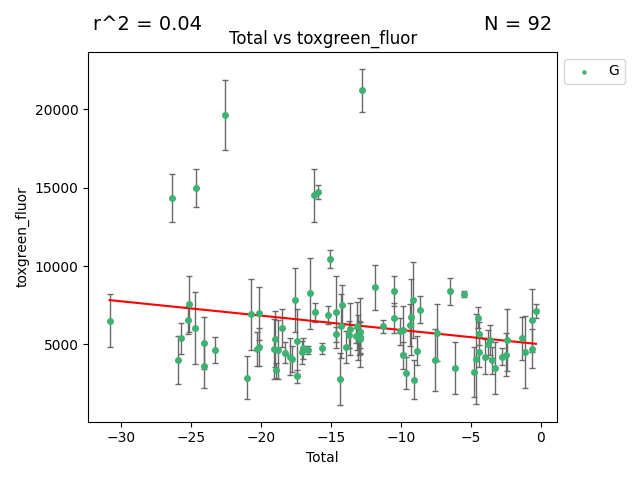 r^2 = 0.04
N = 92
Total vs toxgreen_fluor
G
20000
15000
10000
5000
toxgreen_fluor
−30 −25 −20 −15 −10 −5 0
Total